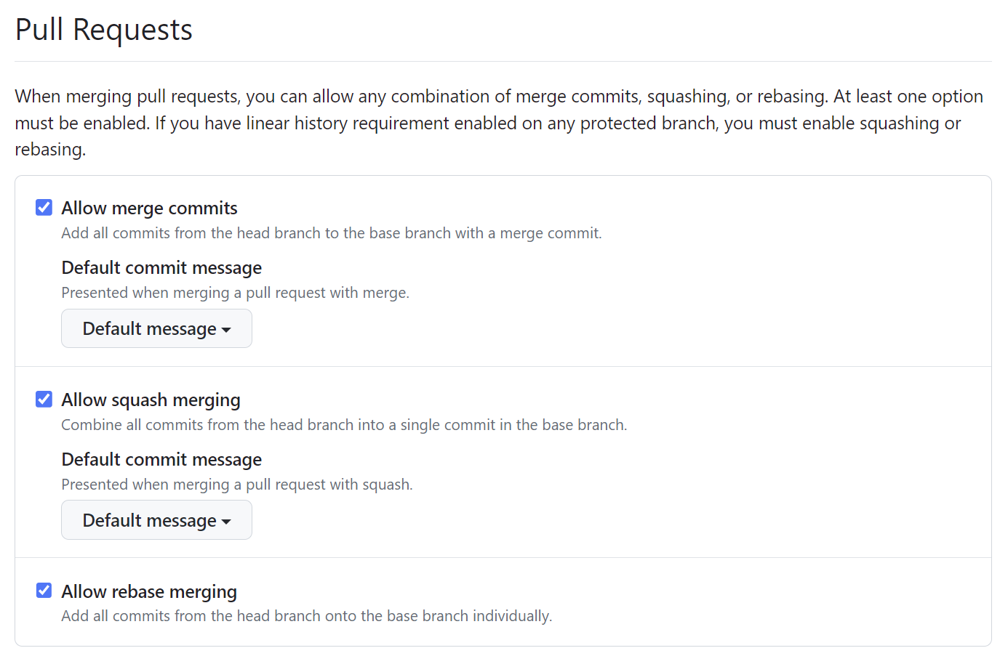 Pull Requests
When merging pull requests, you can allow any combination of merge commits, squashing, or rebasing. At least one option
must be enabled. If you have linear history requirement enabled on any protected branch, you must enable squashing or
rebasing.
Allow merge commits
Add all commits from the head branch to the base branch with a merge commit.
Default commit message
Presented when merging a pull request with merge.
Default message
Allow squash merging
Combine all commits from the head branch into a single commit in the base branch.
Default commit message
Presented when merging a pull request with squash.
Default message
Allow rebase merging
Add all commits from the head branch onto the base branch individually.